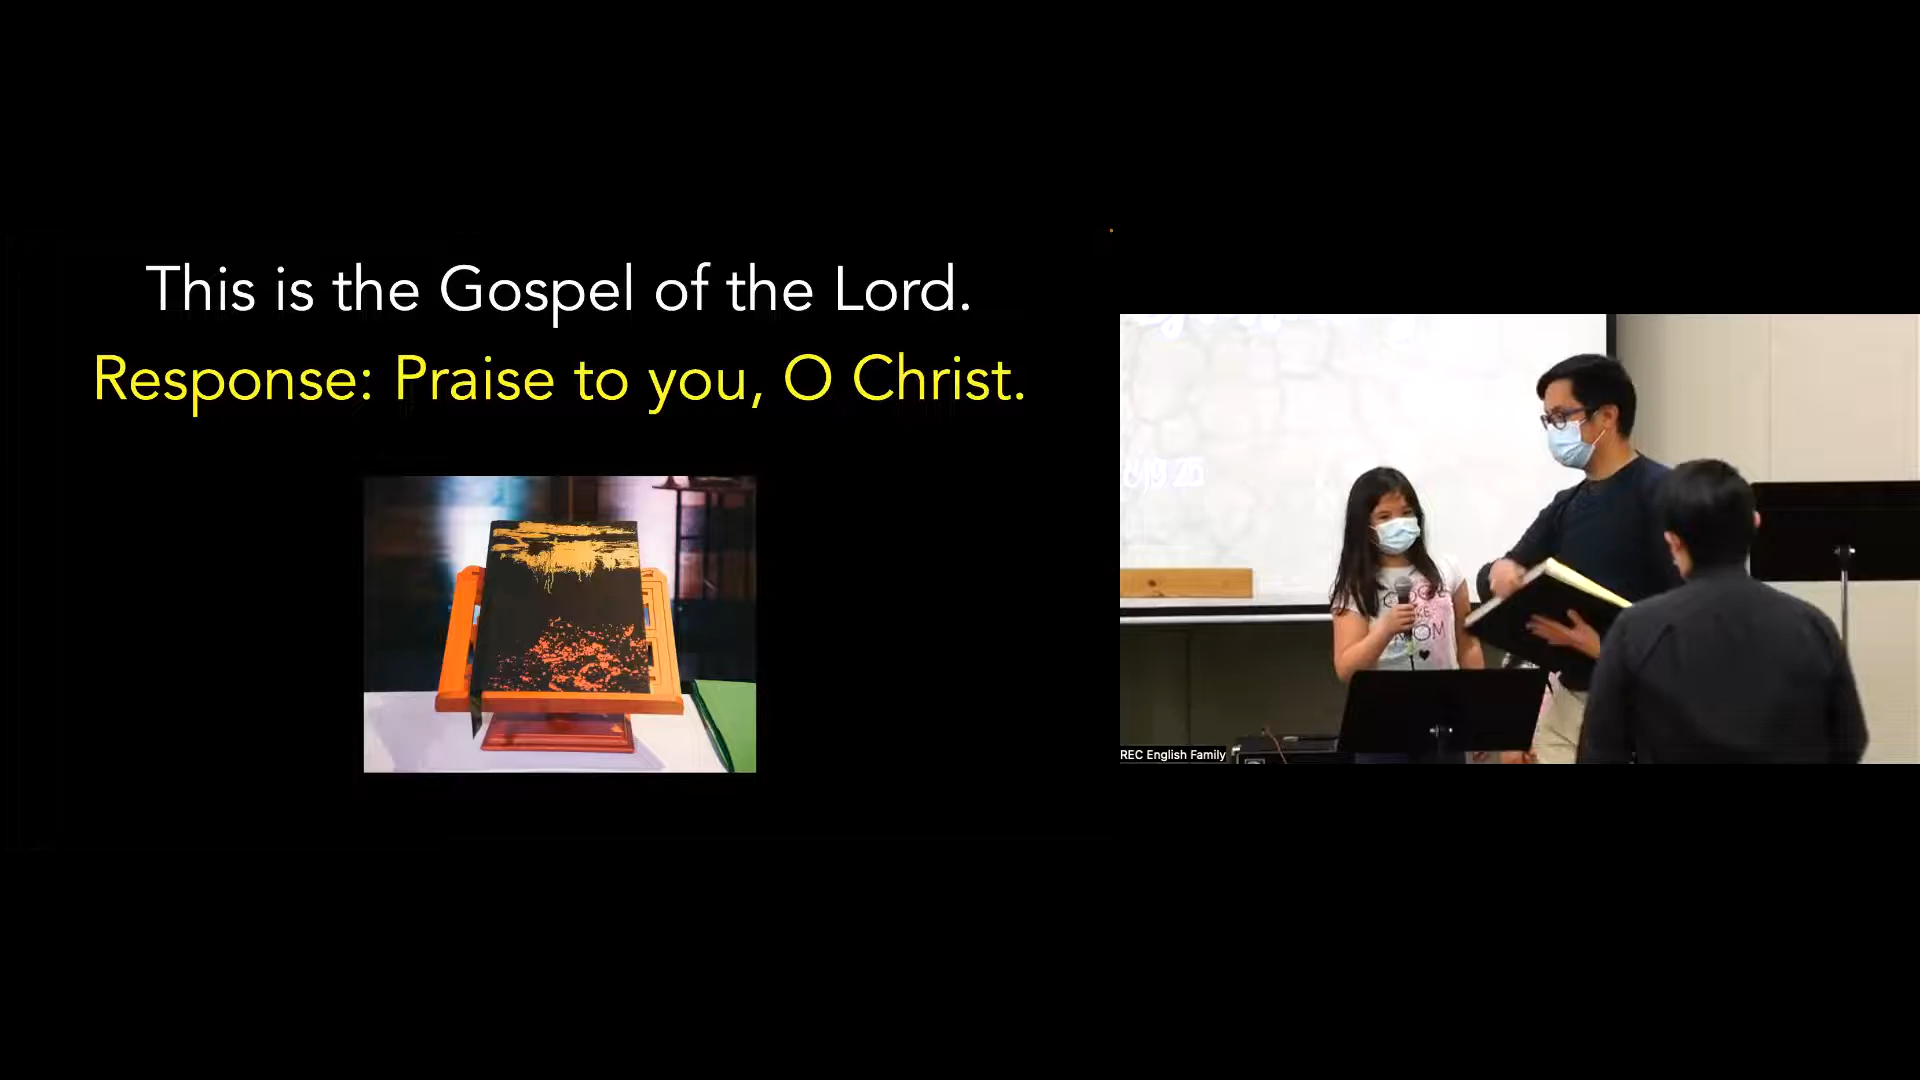 This is the Gospel of the Lord.
Response: Praise to you, O Christ.
REC English Family